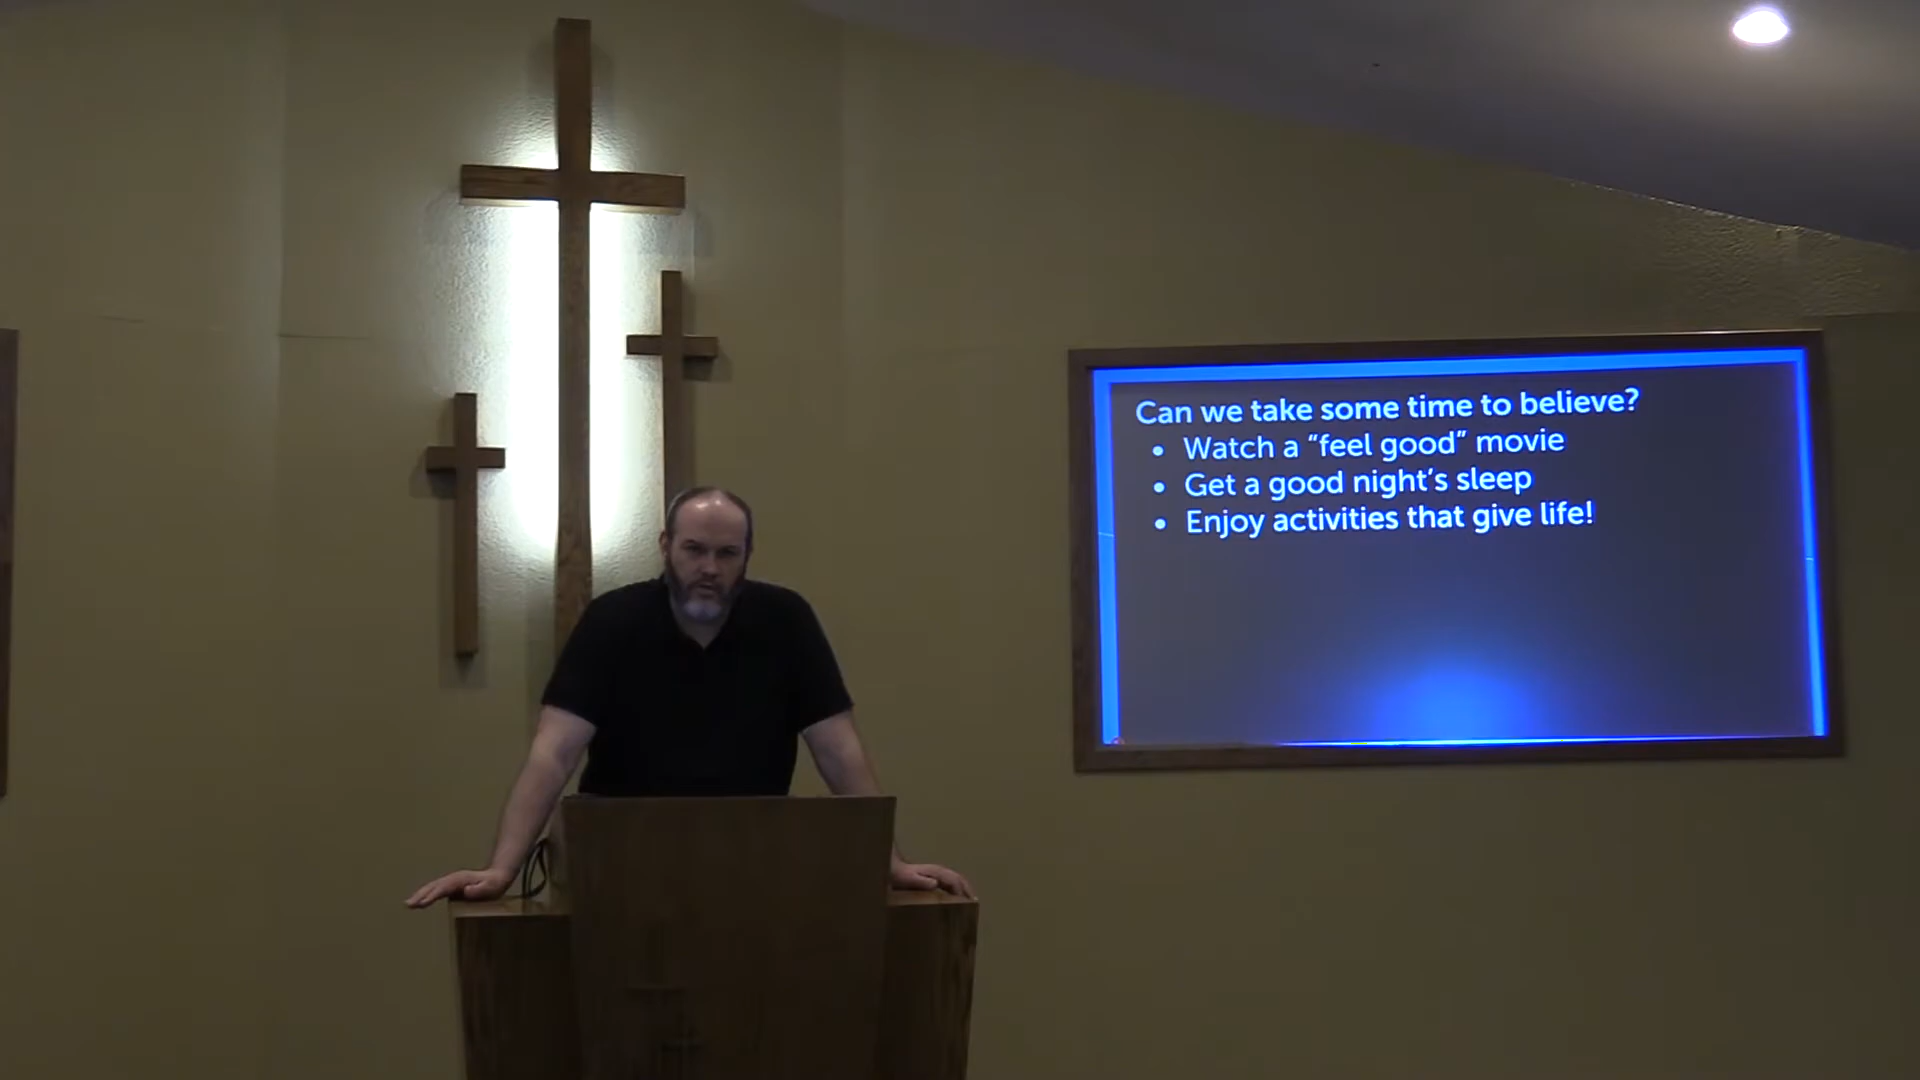 Can we take some time to believe?
• Watch a “feel good” movie
• Get a good night’s sleep
• Enjoy activities that give life!